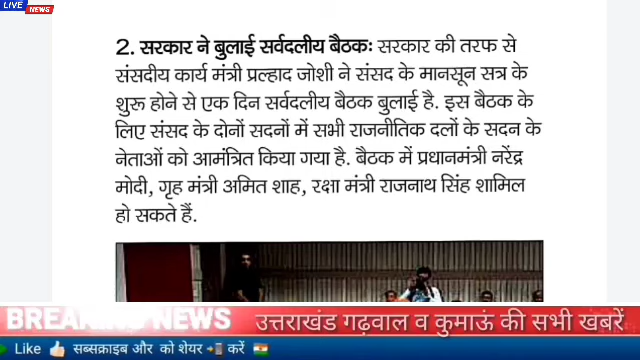 LIVE
NEWS
2. सरकार ने बुलाई सर्वदलीय बैठकः सरकार की तरफ से
संसदीय कार्य मंत्री प्रल्हाद जोशी ने संसद के मानसून सत्र के
शुरू होने से एक दिन सर्वदलीय बैठक बुलाई है. इस बैठक के
लिए संसद के दोनों सदनों में सभी राजनीतिक दलों के सदन के
नेताओं को आमंत्रित किया गया है. बैठक में प्रधानमंत्री नरेंद्र
मोदी, गृह मंत्री अमित शाह, रक्षा मंत्री राजनाथ सिंह शामिल
हो सकते हैं.
BREAKING NEWS
उत्तराखंड गढ़वाल व कुमाऊं की सभी खबरें
Like 👍🏻 सब्सक्राइब और को शेयर 📲 करें 🇮🇳